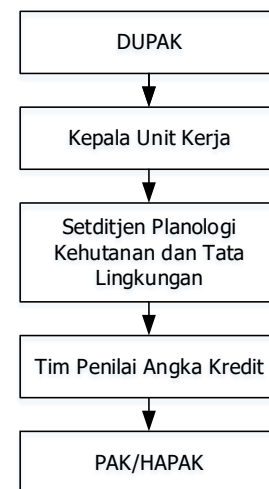 DUPAK
Kepala Unit Kerja
Setditjen Planologi
Kehutanan dan Tata
Lingkungan
Tim Penilai Angka Kredit
PAK/HAPAK